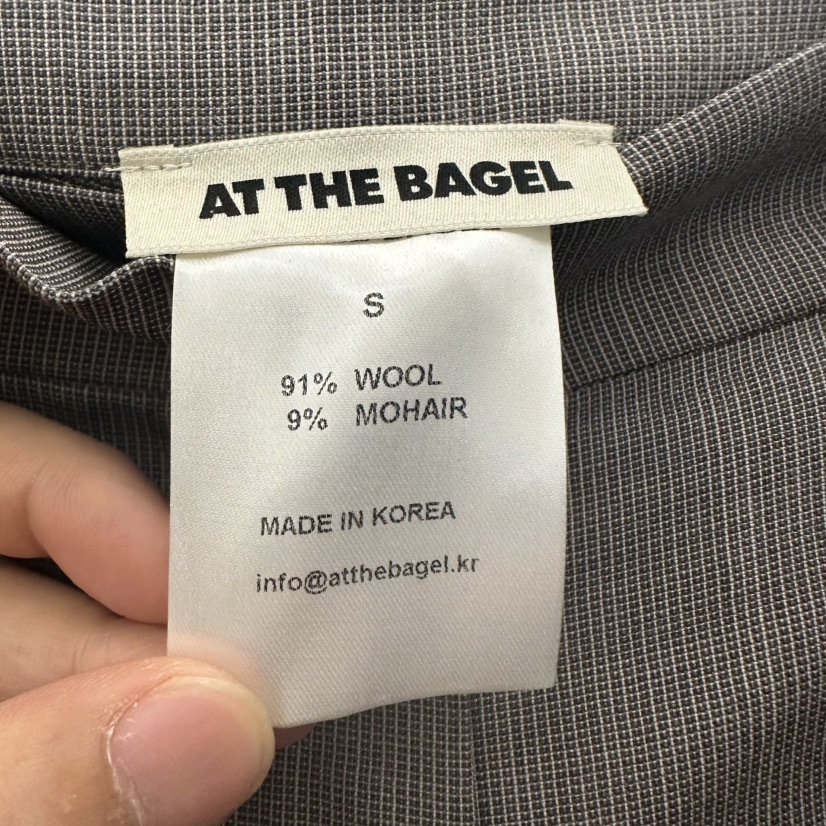 AT THE BAGEL
S
91% WOOL
9% MOHAIR
MADE IN KOREA
info@atthebagel.kr